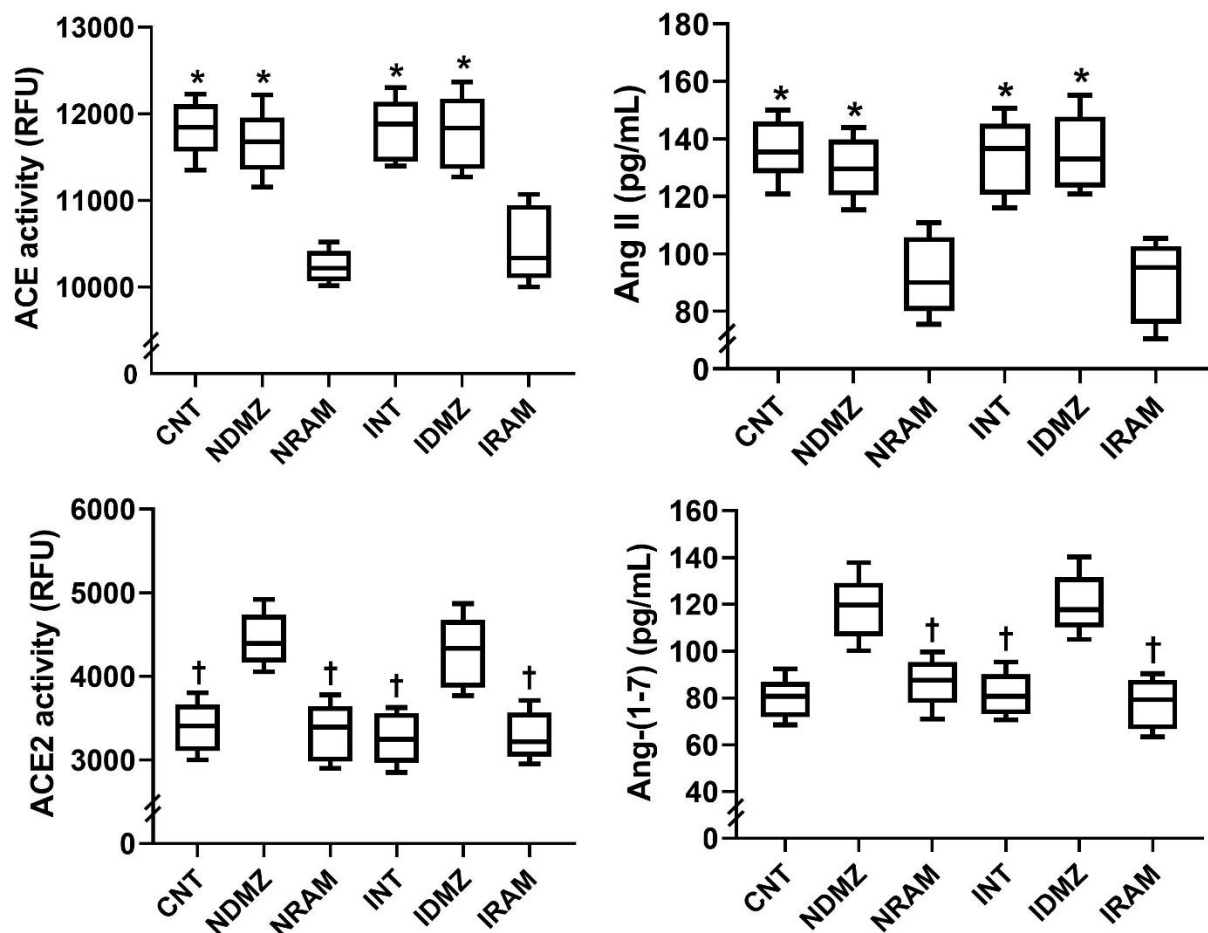 ACE activity (RFU)
13000
12000
11000
10000
0
* * * *
CNT NDMZ NRAM INT IDMZ IRAM
Ang II (pg/mL)
180
160
140
120
100
80
0
* * * *
CNT NDMZ NRAM INT IDMZ IRAM
ACE2 activity (RFU)
6000
5000
4000
3000
0
† † † †
CNT NDMZ NRAM INT IDMZ IRAM
Ang-(1-7) (pg/mL)
160
140
120
100
80
60
40
0
† † †
CNT NDMZ NRAM INT IDMZ IRAM